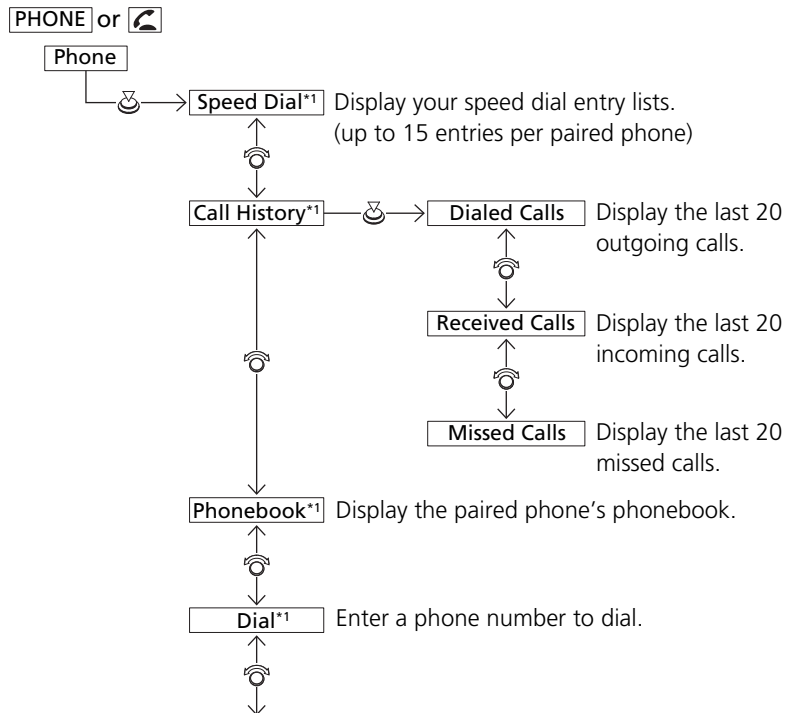 PHONE or
Phone
Speed Dial*1 Display your speed dial entry lists.
(up to 15 entries per paired phone)
Call History*1 Dialed Calls Display the last 20
outgoing calls.
Received Calls Display the last 20
incoming calls.
Missed Calls Display the last 20
missed calls.
Phonebook*1 Display the paired phone’s phonebook.
Dial*1 Enter a phone number to dial.